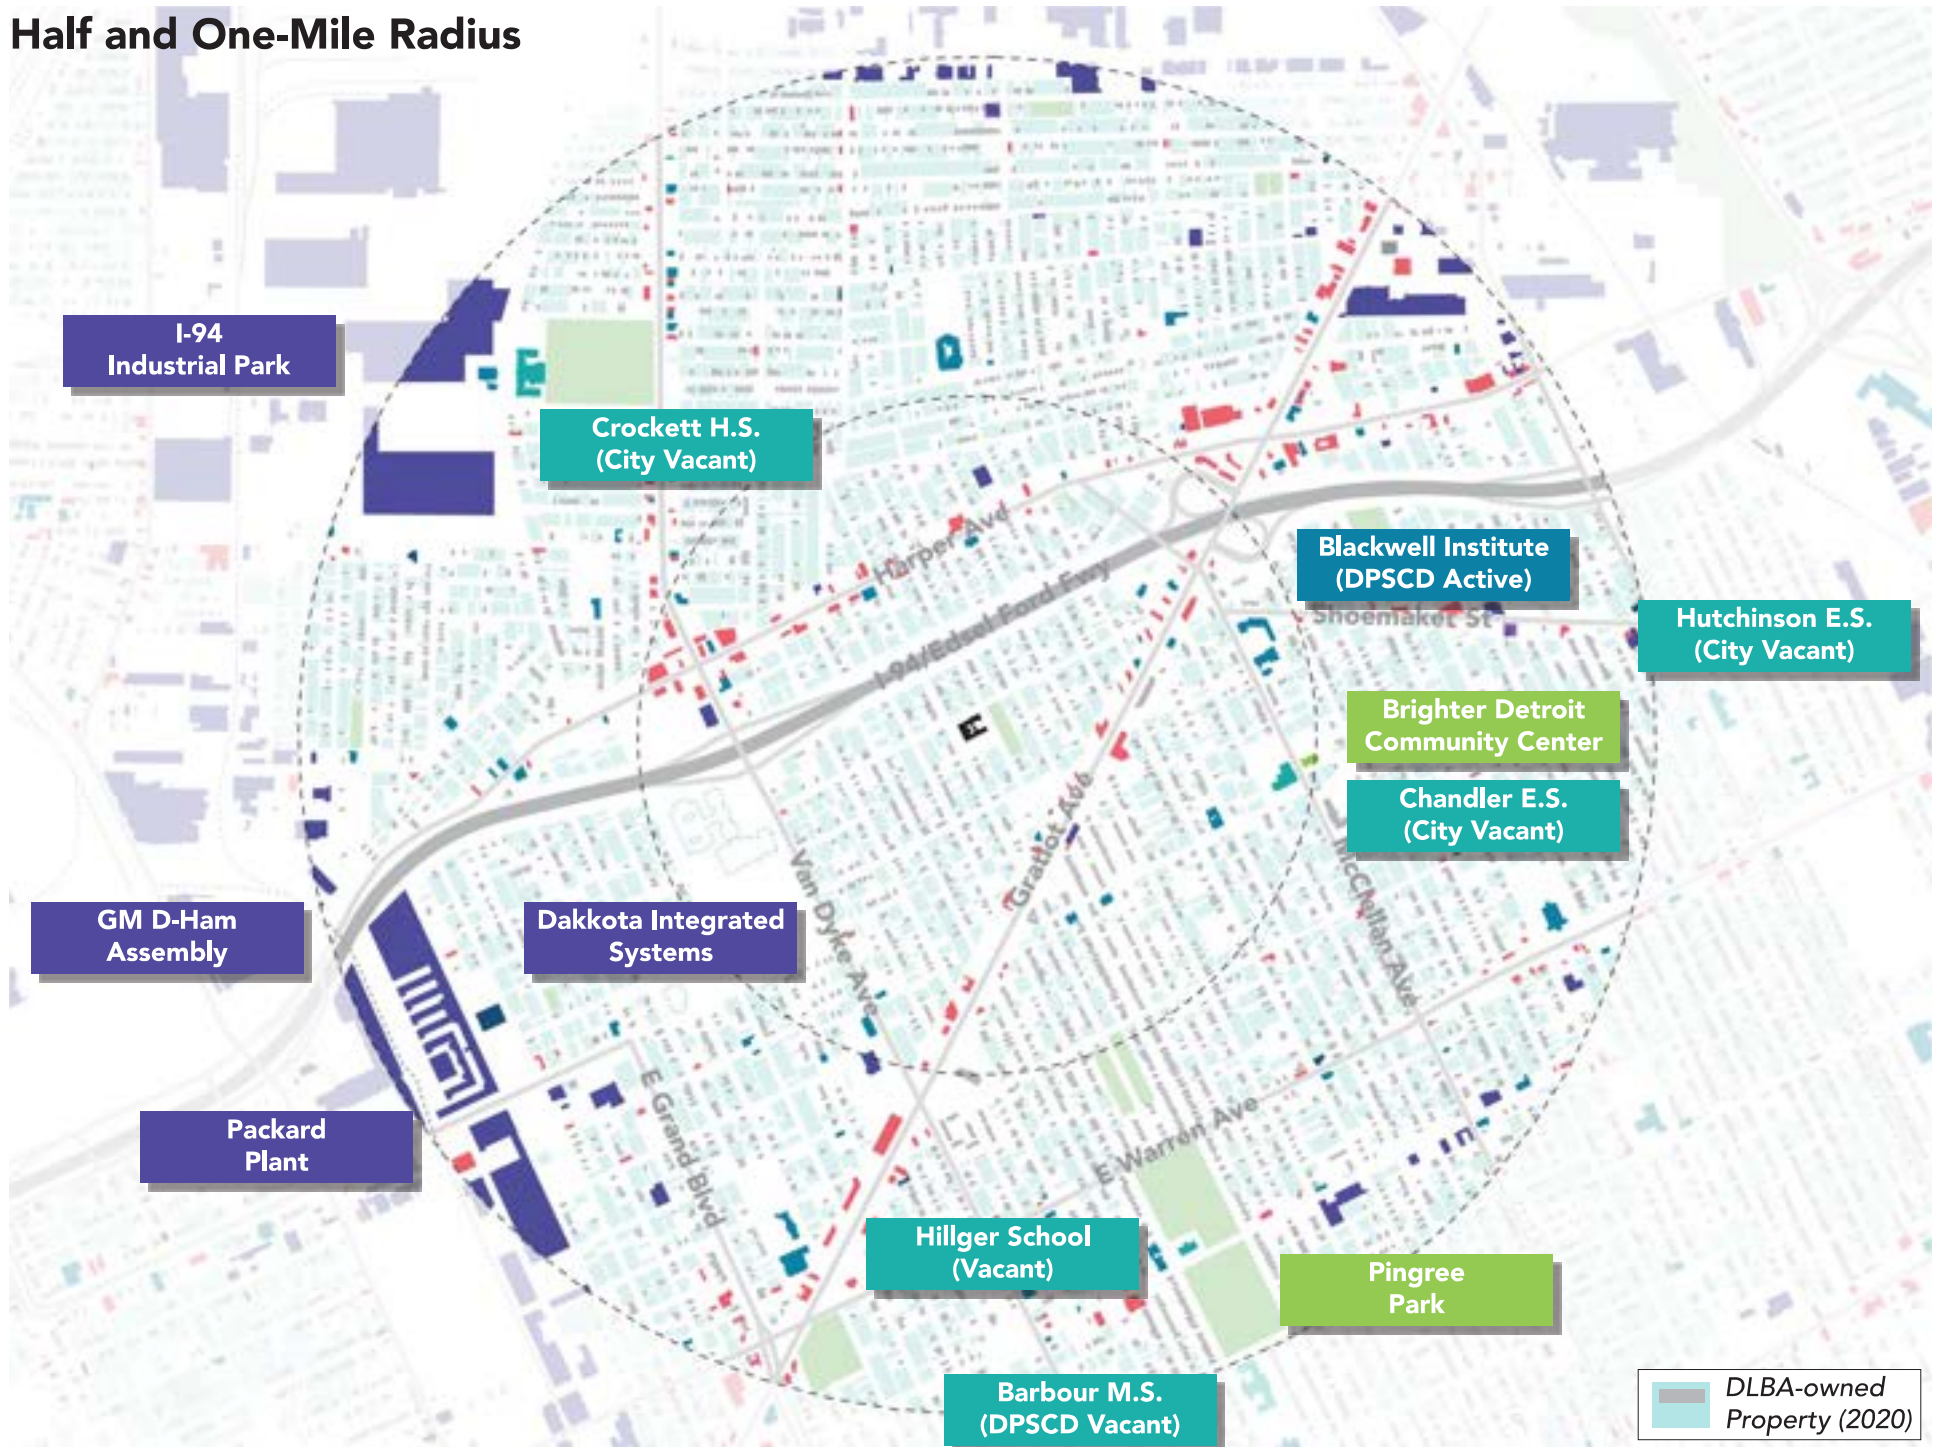 Half and One-Mile Radius
I-94
Industrial Park
Crockett H.S.
(City Vacant)
Harper Ave
Blackwell Institute
(DPSCD Active)
I-94/Edsel Ford Fwy
Shoemaker St
Hutchinson E.S.
(City Vacant)
Brighter Detroit
Community Center
Chandler E.S.
(City Vacant)
Gratiot Ave
Van Dyke Ave
McClellan Ave
GM D-Ham
Assembly
Dakkota Integrated
Systems
Packard
Plant
E Grand Blvd
E Warren Ave
Hillger School
(Vacant)
Pingree
Park
Barbour M.S.
(DPSCD Vacant)
DLBA-owned
Property (2020)